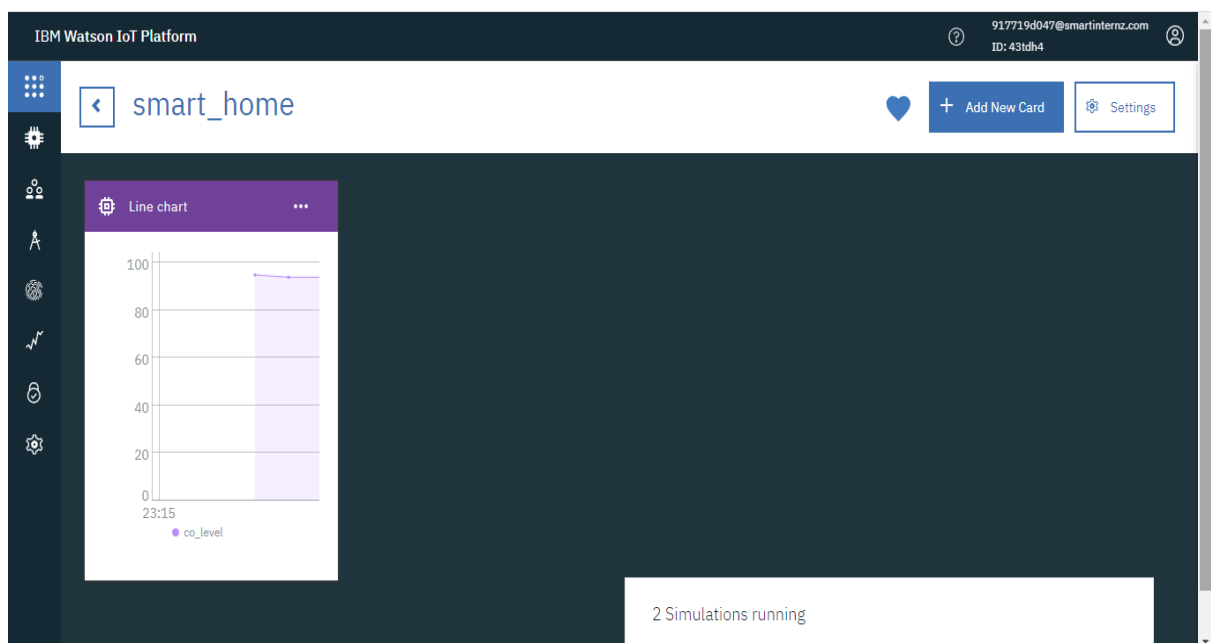 IBM Watson IoT Platform
917719d047@smartinternz.com
ID: 43tdh4
smart_home
+ Add New Card
Settings
Line chart
100
80
60
40
20
0
23:15
co_level
2 Simulations running